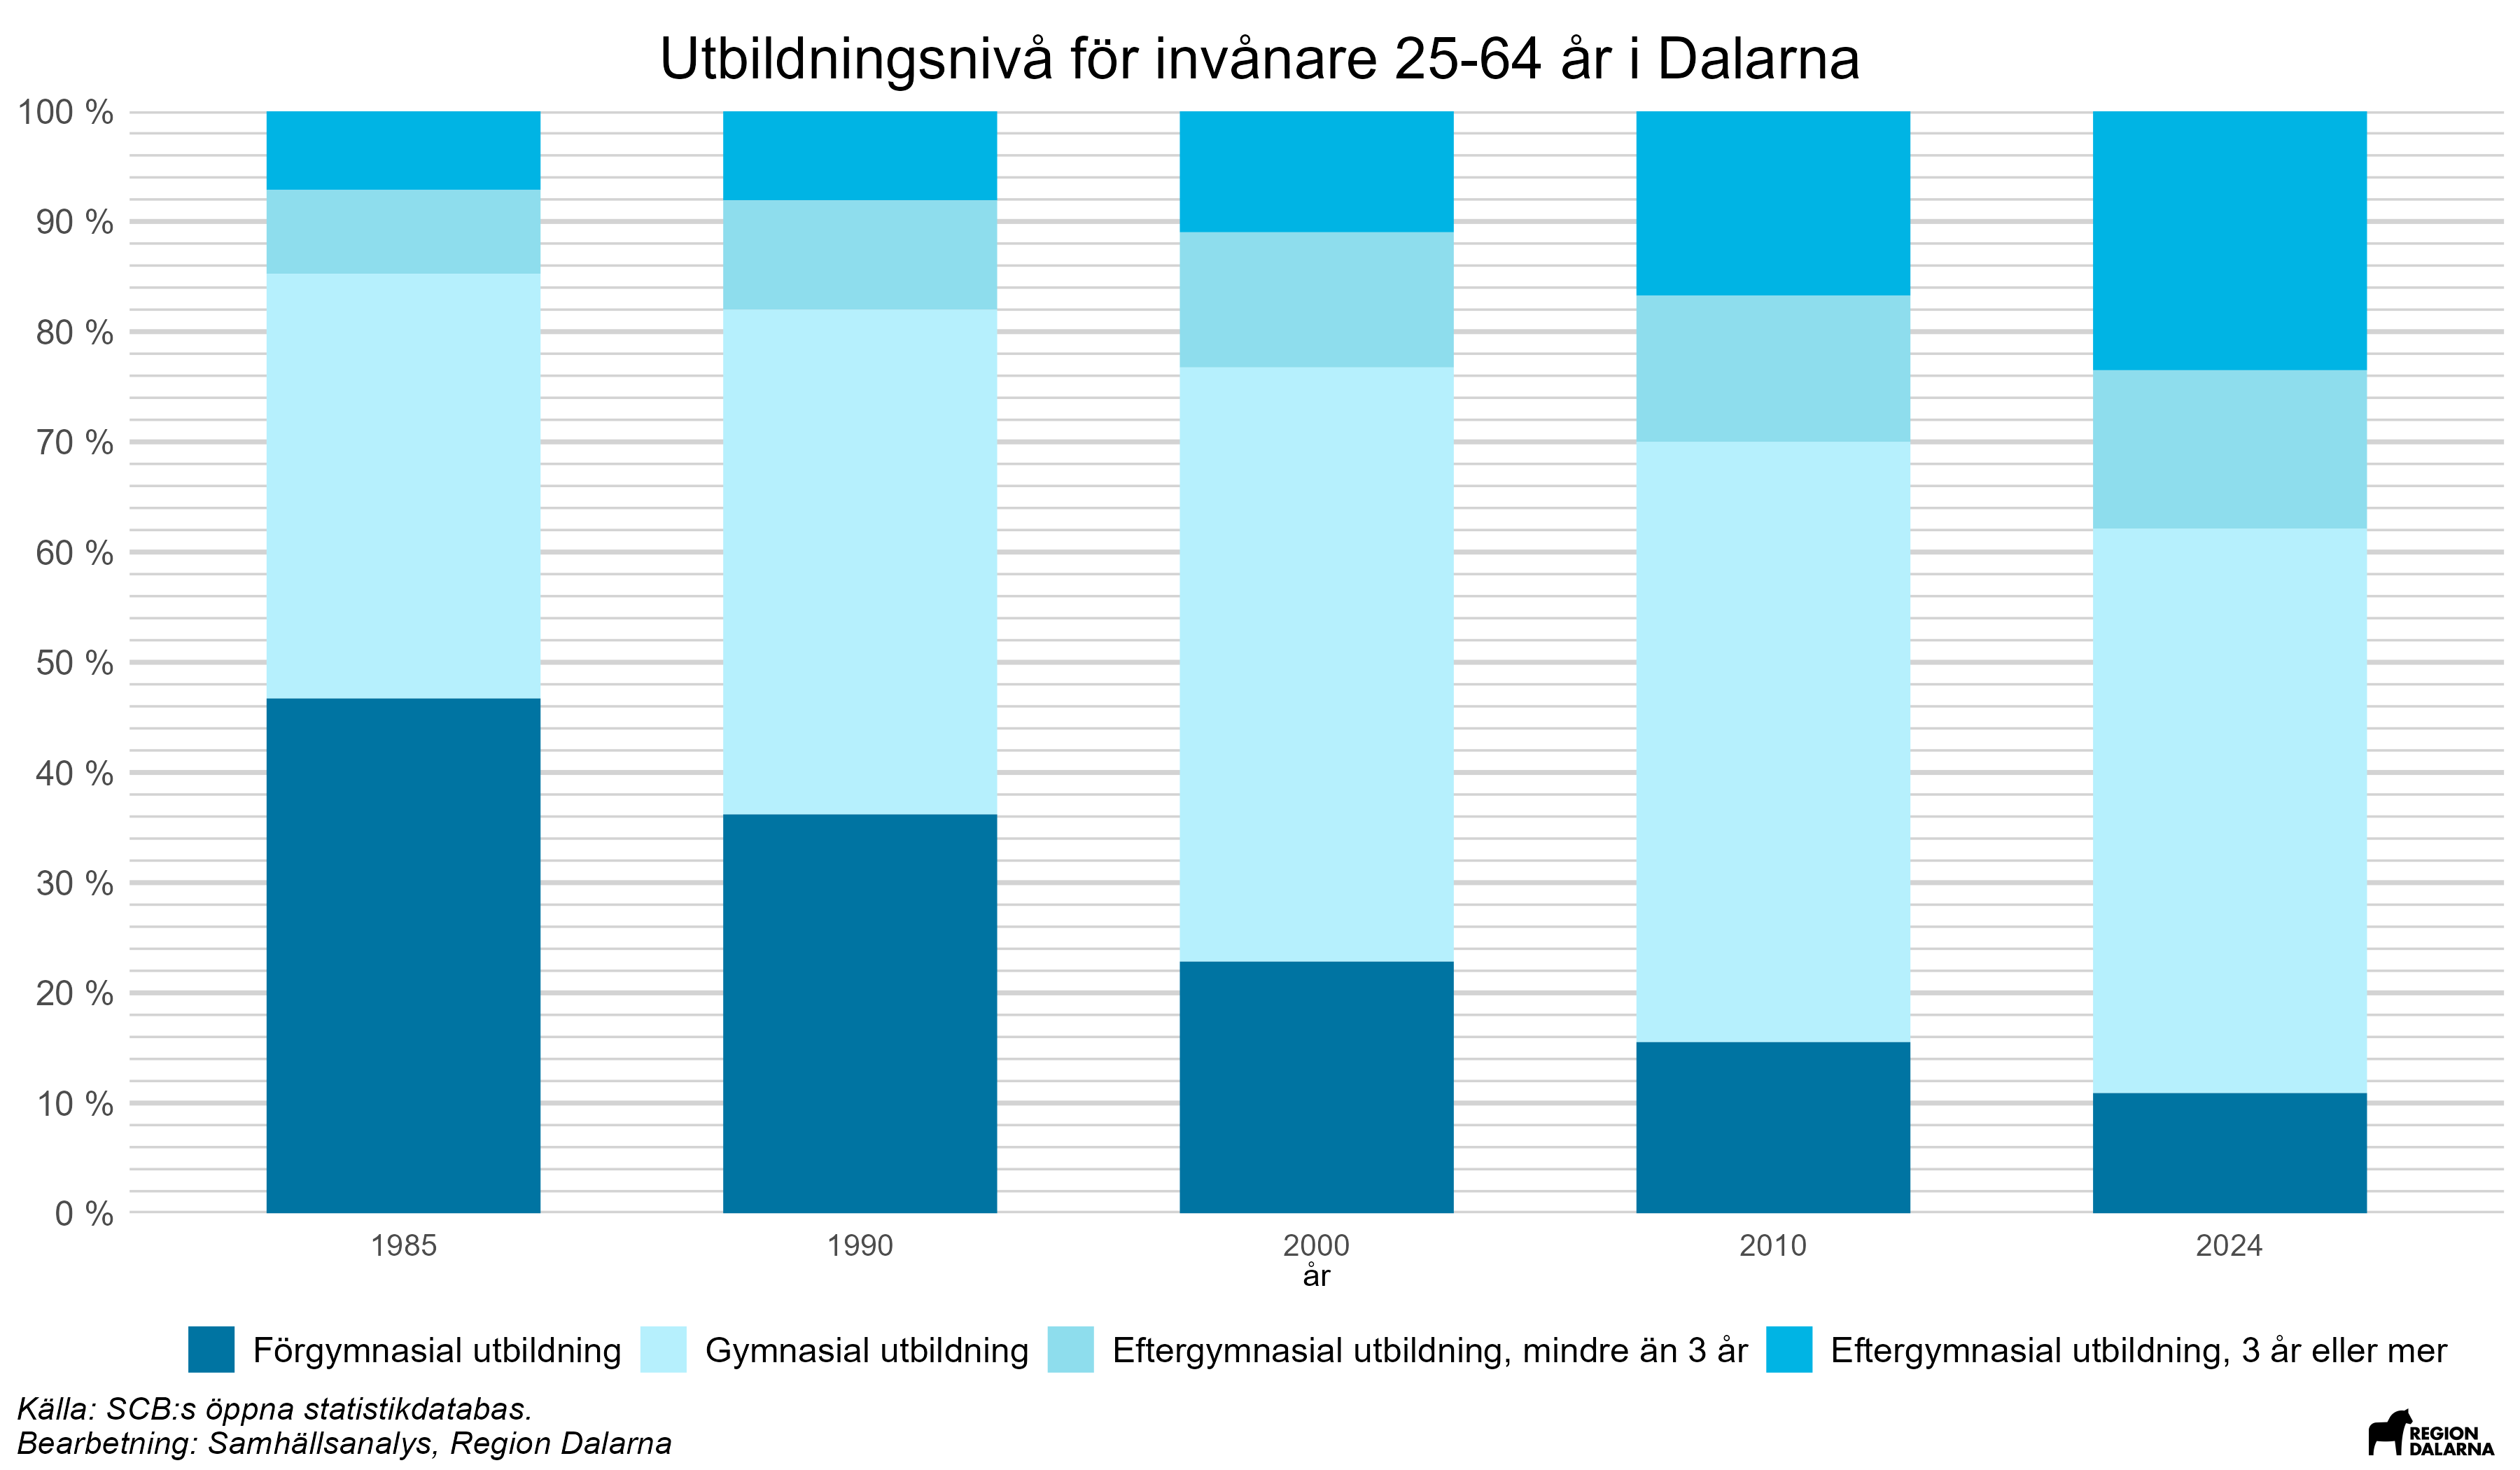 Utbildningsnivå för invånare 25-64 år i Dalarna
100 %
90 %
80 %
70 %
60 %
50 %
40 %
30 %
20 %
10 %
0 %
1985 1990 2000 2010 2024
år
Förgymnasial utbildning Gymnasial utbildning Eftergymnasial utbildning, mindre än 3 år Eftergymnasial utbildning, 3 år eller mer
Källa: SCB:s öppna statistikdatabas.
Bearbetning: Samhällsanalys, Region Dalarna
REGION
DALARNA